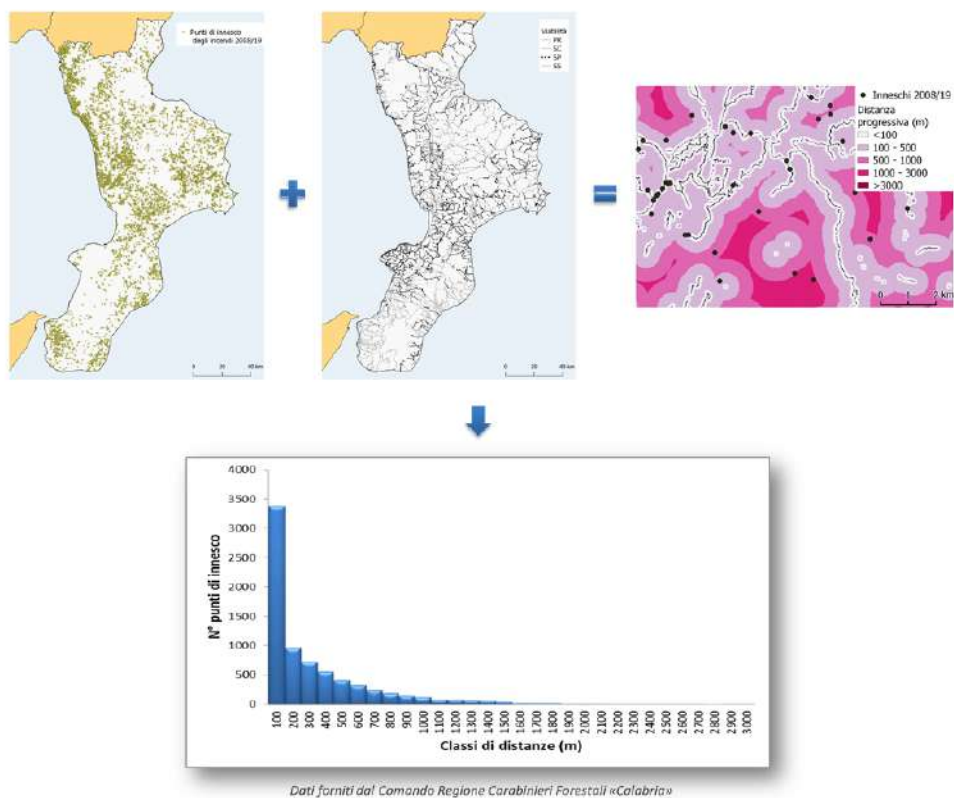 Punti di innesco
degli incendi 2008/19
0 20 40 km
Viabilità
PR
SC
SP
SS
0 20 40 km
Inneschi 2008/19
Distanza
progressiva (m)
<100
100 - 500
500 - 1000
1000 - 3000
>3000
0 1 2 km
4000
3500
3000
2500
2000
1500
1000
500
0
N° punti di innesco
100 200 300 400 500 600 700 800 900 1000 1100 1200 1300 1400 1500 1600 1700 1800 1900 2000 2100 2200 2300 2400 2500 2600 2700 2800 2900 3000
Classi di distanze (m)
Dati forniti dal Comando Regione Carabinieri Forestali «Calabria»